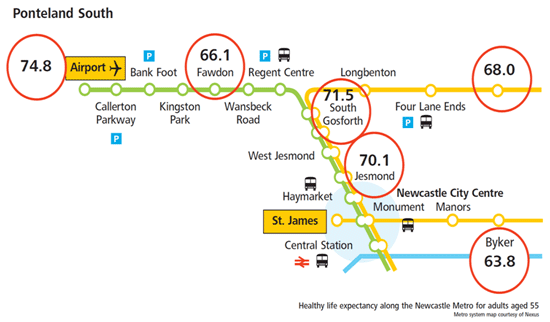 Ponteland South
74.8
Airport
P
Bank Foot
66.1
Fawdon
P
Regent Centre
Longbenton
68.0
Callerton
Parkway
P
Kingston
Park
Wansbeck
Road
71.5
South
Gosforth
Four Lane Ends
P
West Jesmond
70.1
Jesmond
Haymarket
Newcastle City Centre
Monument
Manors
St. James
Central Station
Byker
63.8
Healthy life expectancy along the Newcastle Metro for adults aged 55
Metro system map courtesy of Nexus